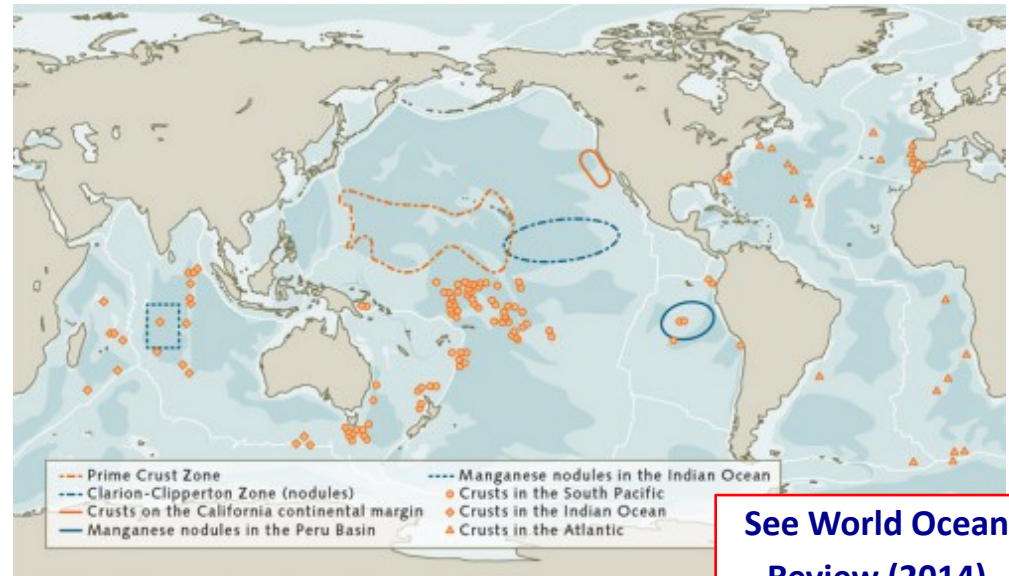 Prime Crust Zone
Clarion-Clipperton Zone (nodules)
Crusts on the California continental margin
Manganese nodules in the Peru Basin
Manganese nodules in the Indian Ocean
Crusts in the South Pacific
Crusts in the Indian Ocean
Crusts in the Atlantic
See World Ocean
Review (2014)